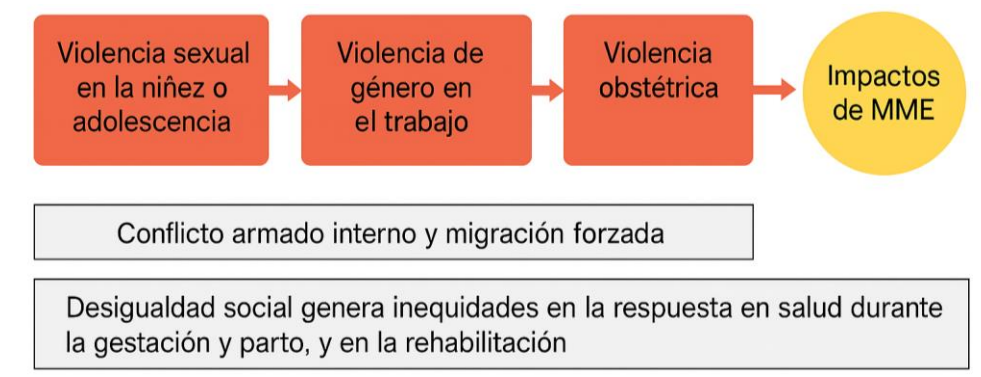 Violencia sexual
en la niñez o
adolescencia
Violencia de
género en
el trabajo
Violencia
obstétrica
Impactos
de MME
Conflicto armado interno y migración forzada
Desigualdad social genera inequidades en la respuesta en salud durante
la gestación y parto, y en la rehabilitación